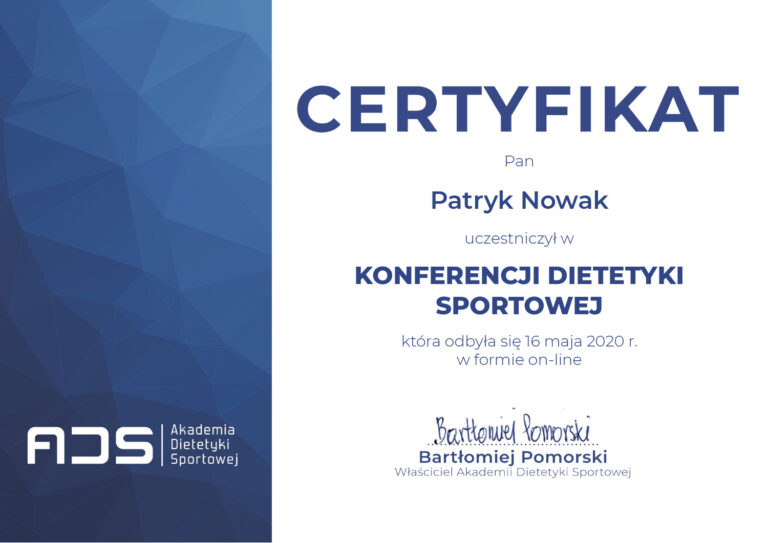 CERTYFIKAT
Pan
Patryk Nowak
uczestniczył w
KONFERENCJI DIETETYKI
SPORTOWEJ
która odbyła się 16 maja 2020 r.
w formie on-line
Bartłomiej Pomorski
Bartłomiej Pomorski
Właściciel Akademii Dietetyki Sportowej
ADS
Akademia
Dietetyki
Sportowej